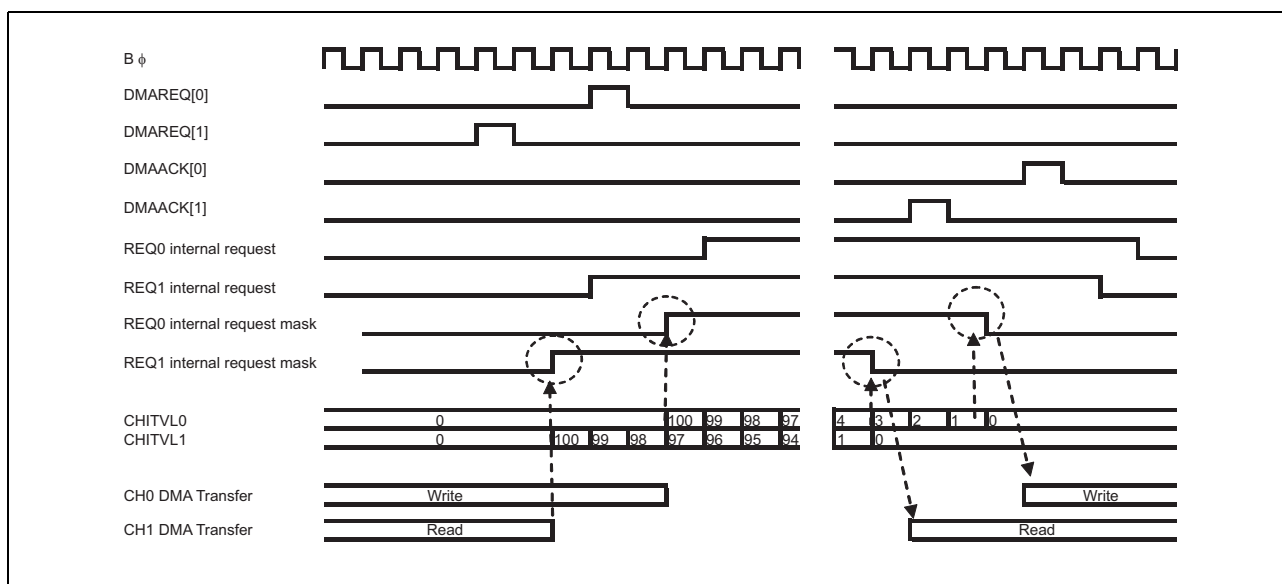 B ϕ
DMAREQ[0]
DMAREQ[1]
DMAACK[0]
DMAACK[1]
REQ0 internal request
REQ1 internal request
REQ0 internal request mask
REQ1 internal request mask
CHITVL0 0 100 99 98 97 4 3 2 1 0
CHITVL1 0 100 99 98 97 96 95 94 1 0
CH0 DMA Transfer Write Write
CH1 DMA Transfer Read Read